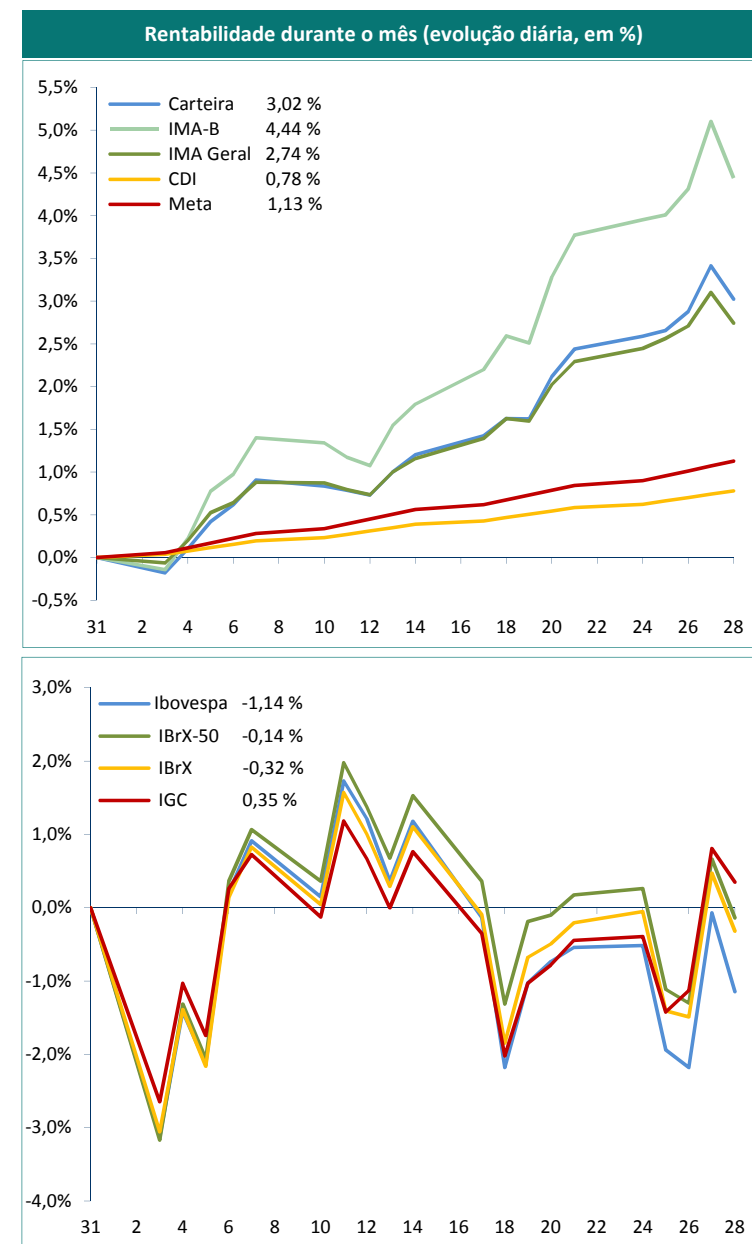 Rentabilidade durante o mês (evolução diária, em %)
5,5%
5,0%
4,5%
4,0%
3,5%
3,0%
2,5%
2,0%
1,5%
1,0%
0,5%
0,0%
-0,5%
Carteira 3,02 %
IMA-B 4,44 %
IMA Geral 2,74 %
CDI 0,78 %
Meta 1,13 %
31 2 4 6 8 10 12 14 16 18 20 22 24 26 28
3,0%
2,0%
1,0%
0,0%
-1,0%
-2,0%
-3,0%
-4,0%
Ibovespa -1,14 %
IBrX-50 -0,14 %
IBrX -0,32 %
IGC 0,35 %
31 2 4 6 8 10 12 14 16 18 20 22 24 26 28